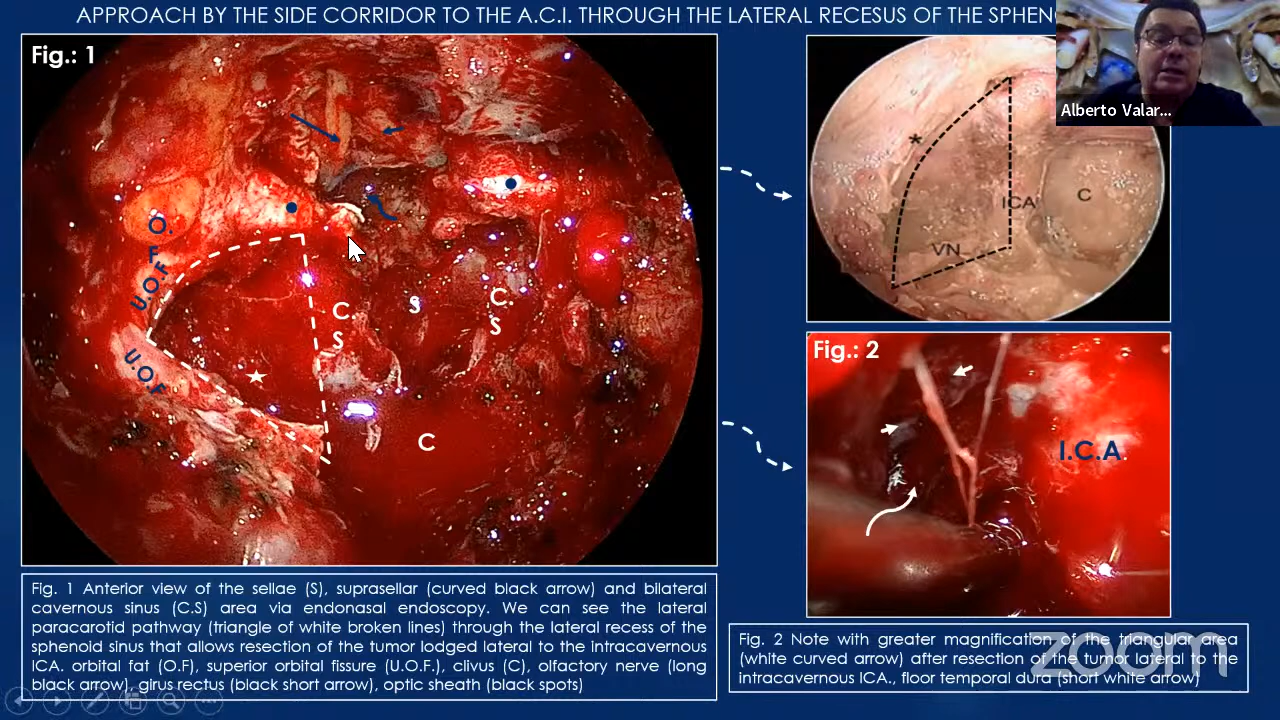 APPROACH BY THE SIDE CORRIDOR TO THE A.C.I. THROUGH THE LATERAL RECESUS OF THE SPHEN
Fig.: 1
O.
F
U.O.F
U.O.F
C
S
S
C
S
C
*
ICA
C
VN
Alberto Valar...
Fig.: 2
I.C.A.
Fig. 1 Anterior view of the sellae (S), suprasellar (curved black arrow) and bilateral
cavernous sinus (C.S) area via endonasal endoscopy. We can see the lateral
paracarotid pathway (triangle of white broken lines) through the lateral recess of the
sphenoid sinus that allows resection of the tumor lodged lateral to the intracavernous
ICA. orbital fat (O.F), superior orbital fissure (U.O.F.), clivus (C), olfactory nerve (long
black arrow), girus rectus (black short arrow), optic sheath (black spots)
Fig. 2 Note with greater magnification of the triangular area
(white curved arrow) after resection of the tumor lateral to the
intracavernous ICA., floor temporal dura (short white arrow)
zoom